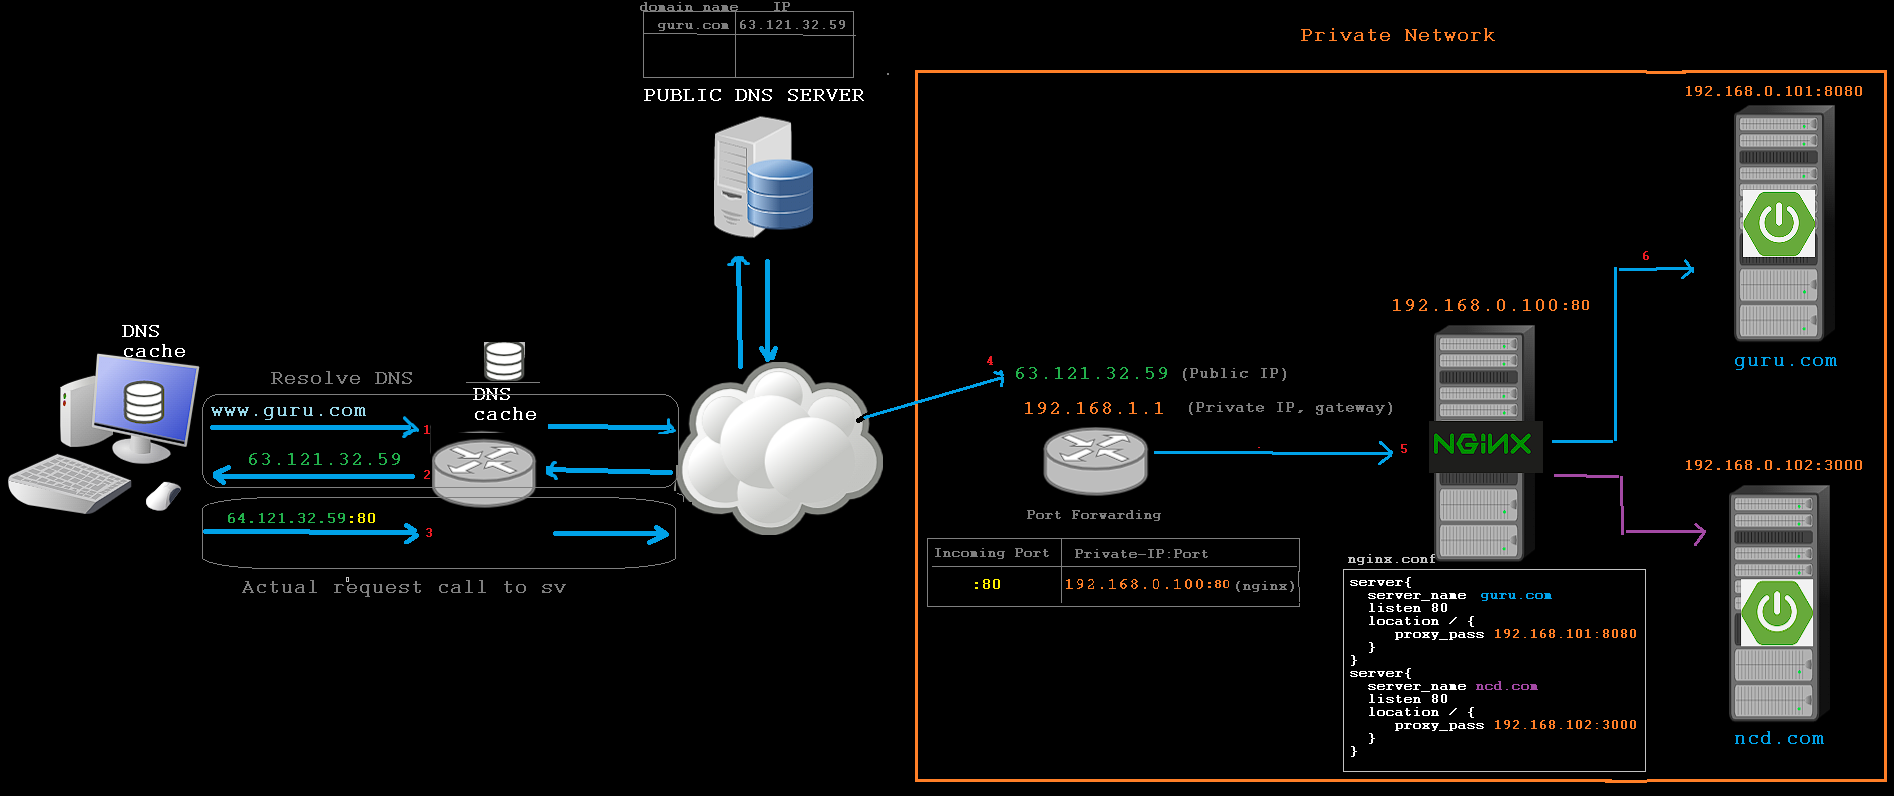 domain name IP
guru.com 63.121.32.59
PUBLIC DNS SERVER
Private Network
192.168.0.101:8080
guru.com
DNS
cache
Resolve DNS
DNS
cache
www.guru.com
1
63.121.32.59
2
64.121.32.59:80
3
Actual request call to sv
4
63.121.32.59 (Public IP)
192.168.1.1 (Private IP, gateway)
5
Port Forwarding
Incoming Port Private-IP:Port
:80 192.168.0.100:80 (nginx)
192.168.0.100:80
NGINX
6
192.168.0.102:3000
ncd.com
nginx.conf
server{
server_name guru.com
listen 80
location / {
proxy_pass 192.168.101:8080
}
}
server{
server_name ncd.com
listen 80
location / {
proxy_pass 192.168.102:3000
}
}